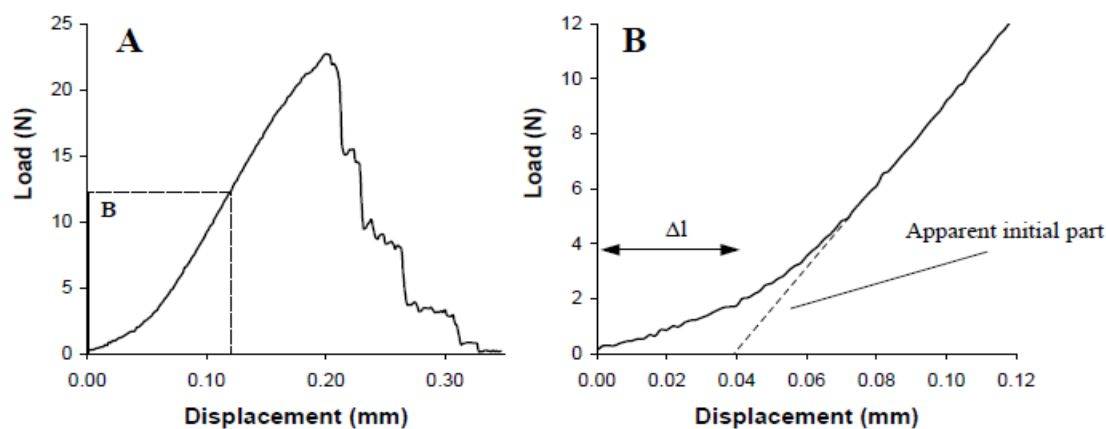 A
Load (N)
25
20
15
10
5
0
B
0.00 0.10 0.20 0.30
Displacement (mm)
B
Load (N)
12
10
8
6
4
2
0
Δl
Apparent initial part
0.00 0.02 0.04 0.06 0.08 0.10 0.12
Displacement (mm)